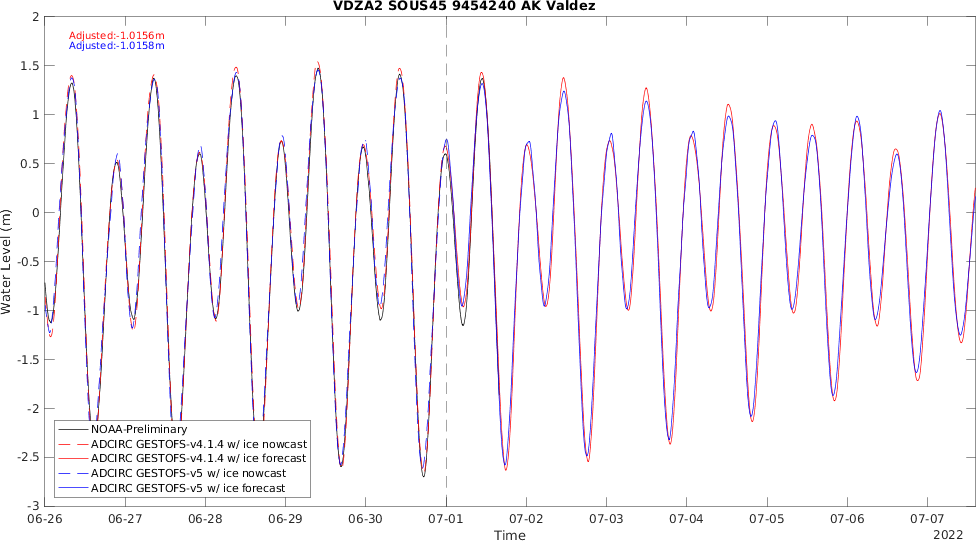 VDZA2 SOUS45 9454240 AK Valdez
Adjusted:-1.0156m
Adjusted:-1.0158m
2
1.5
1
0.5
0
-0.5
-1
-1.5
-2
-2.5
-3
Water Level (m)
NOAA-Preliminary
ADCIRC GESTOFS-v4.1.4 w/ ice nowcast
ADCIRC GESTOFS-v4.1.4 w/ ice forecast
ADCIRC GESTOFS-v5 w/ ice nowcast
ADCIRC GESTOFS-v5 w/ ice forecast
06-26 06-27 06-28 06-29 06-30 07-01 07-02 07-03 07-04 07-05 07-06 07-07
Time
2022